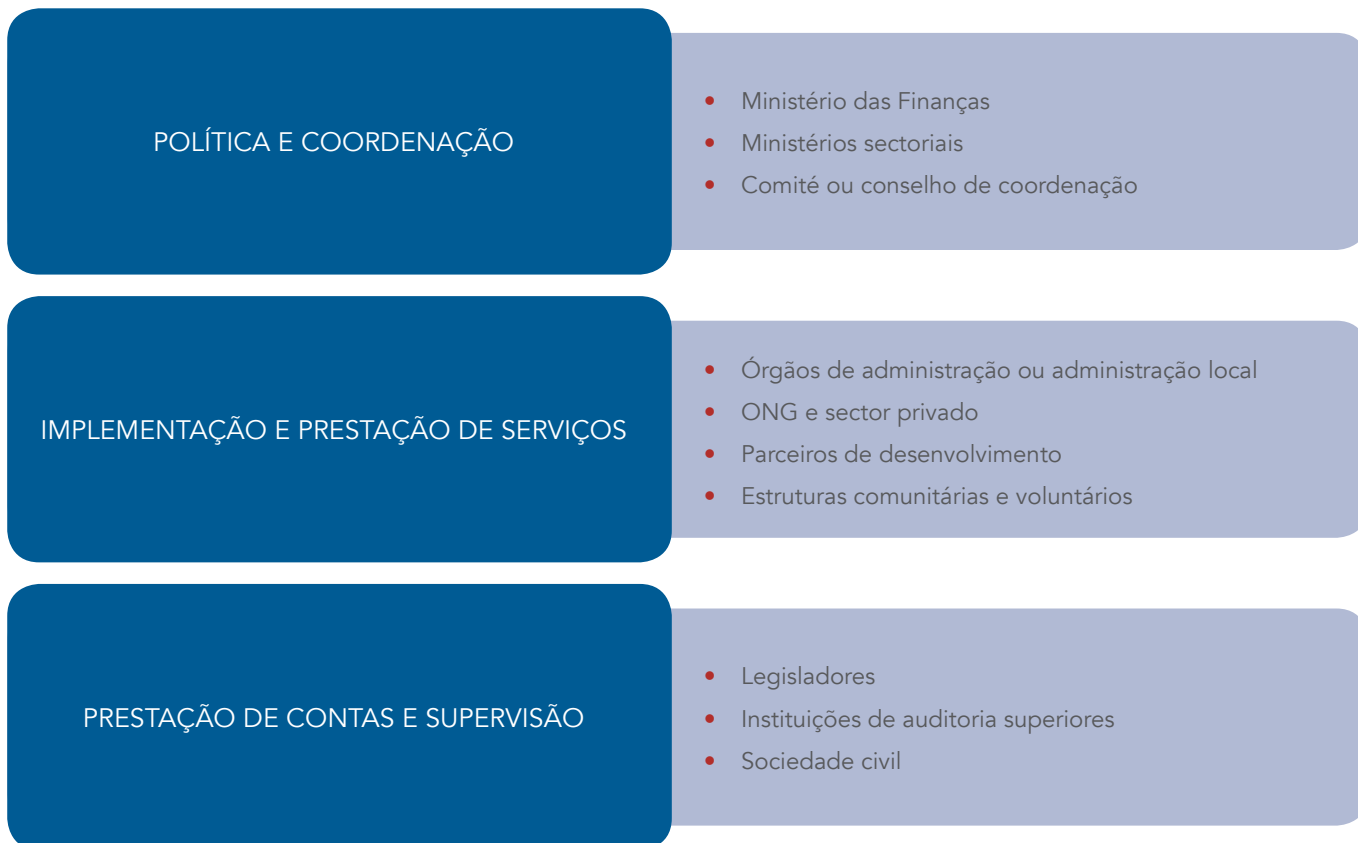 POLÍTICA E COORDENAÇÃO
• Ministério das Finanças
• Ministérios sectoriais
• Comité ou conselho de coordenação
IMPLEMENTAÇÃO E PRESTAÇÃO DE SERVIÇOS
• Órgãos de administração ou administração local
• ONG e sector privado
• Parceiros de desenvolvimento
• Estruturas comunitárias e voluntários
PRESTAÇÃO DE CONTAS E SUPERVISÃO
• Legisladores
• Instituições de auditoria superiores
• Sociedade civil